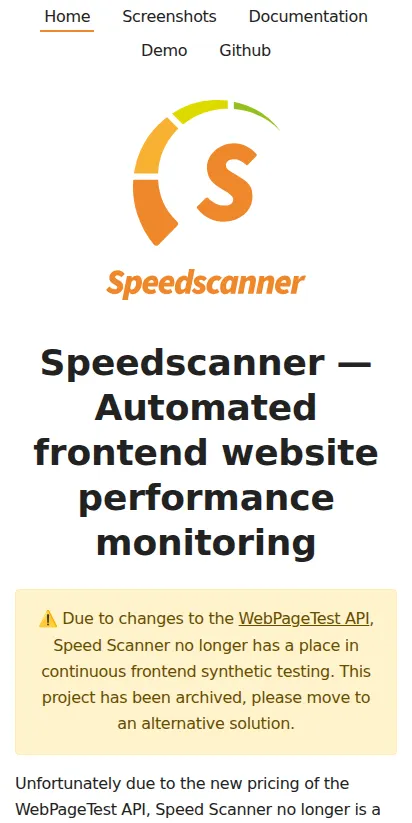 Home Screenshots Documentation
Demo Github
S
Speedscanner
Speedscanner —
Automated
frontend website
performance
monitoring
⚠️ Due to changes to the WebPageTest API,
Speed Scanner no longer has a place in
continuous frontend synthetic testing. This
project has been archived, please move to
an alternative solution.
Unfortunately due to the new pricing of the
WebPageTest API, Speed Scanner no longer is a